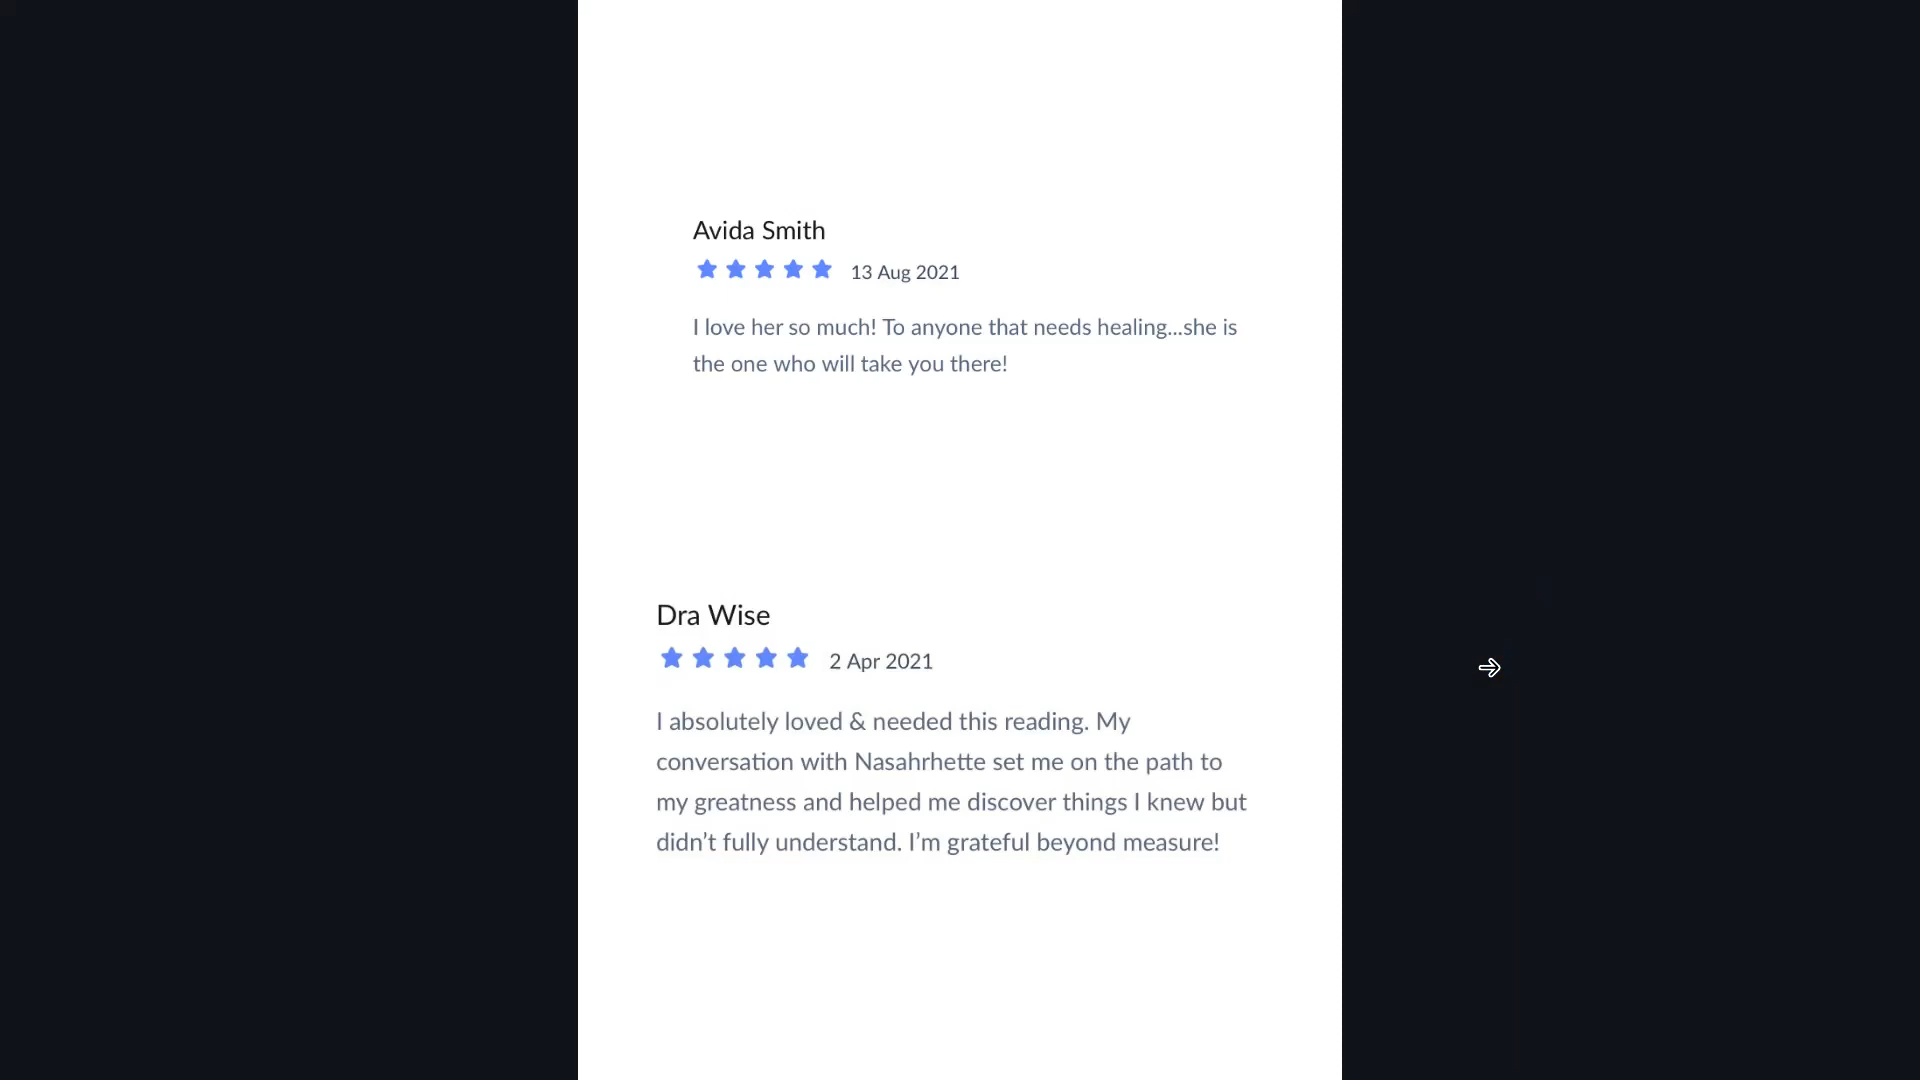 Avida Smith
13 Aug 2021
I love her so much! To anyone that needs healing...she is
the one who will take you there!
Dra Wise
2 Apr 2021
I absolutely loved & needed this reading. My
conversation with Nasahrhette set me on the path to
my greatness and helped me discover things I knew but
didn’t fully understand. I’m grateful beyond measure!